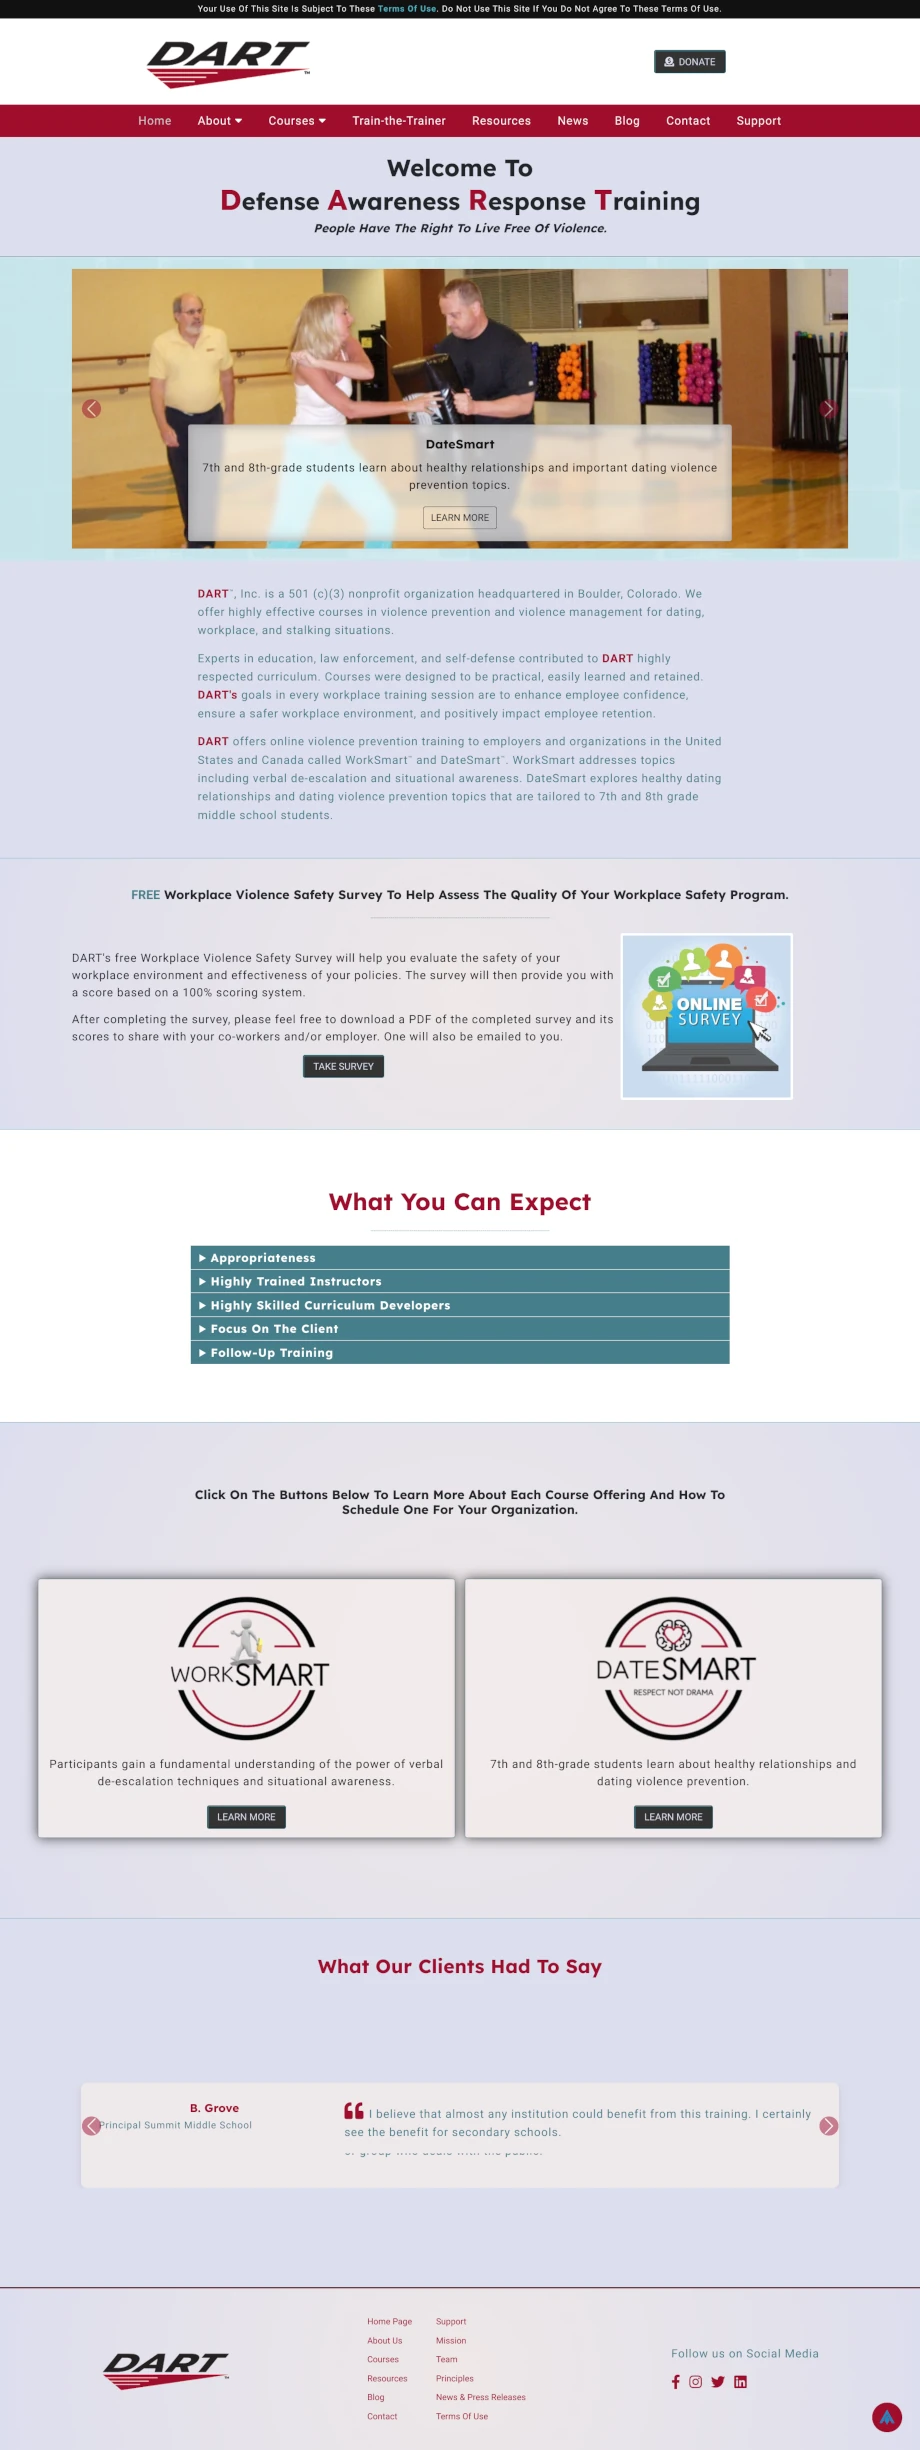 Your Use Of This Site Is Subject To These Terms Of Use. Do Not Use This Site If You Do Not Agree To These Terms Of Use.
DART™
DONATE
Home About Courses Train-the-Trainer Resources News Blog Contact Support
Welcome To
Defense Awareness Response Training
People Have The Right To Live Free Of Violence.
DateSmart
7th and 8th-grade students learn about healthy relationships and important dating violence
prevention topics.
LEARN MORE
DART™, Inc. is a 501 (c)(3) nonprofit organization headquartered in Boulder, Colorado. We
offer highly effective courses in violence prevention and violence management for dating,
workplace, and stalking situations.
Experts in education, law enforcement, and self-defense contributed to DART highly
respected curriculum. Courses were designed to be practical, easily learned and retained.
DART's goals in every workplace training session are to enhance employee confidence,
ensure a safer workplace environment, and positively impact employee retention.
DART offers online violence prevention training to employers and organizations in the United
States and Canada called WorkSmart™ and DateSmart™. WorkSmart addresses topics
including verbal de-escalation and situational awareness. DateSmart explores healthy dating
relationships and dating violence prevention topics that are tailored to 7th and 8th grade
middle school students.
FREE Workplace Violence Safety Survey To Help Assess The Quality Of Your Workplace Safety Program.
DART's free Workplace Violence Safety Survey will help you evaluate the safety of your
workplace environment and effectiveness of your policies. The survey will then provide you with
a score based on a 100% scoring system.
After completing the survey, please feel free to download a PDF of the completed survey and its
scores to share with your co-workers and/or employer. One will also be emailed to you.
TAKE SURVEY
ONLINE
SURVEY
What You Can Expect
Appropriateness
Highly Trained Instructors
Highly Skilled Curriculum Developers
Focus On The Client
Follow-Up Training
Click On The Buttons Below To Learn More About Each Course Offering And How To
Schedule One For Your Organization.
WORKSMART
Participants gain a fundamental understanding of the power of verbal
de-escalation techniques and situational awareness.
LEARN MORE
DATESMART
RESPECT NOT DRAMA
7th and 8th-grade students learn about healthy relationships and
dating violence prevention.
LEARN MORE
What Our Clients Had To Say
B. Grove
Principal Summit Middle School
I believe that almost any institution could benefit from this training. I certainly
see the benefit for secondary schools.
or group who deals with the public.
DART
Home Page
About Us
Courses
Resources
Blog
Contact
Support
Mission
Team
Principles
News & Press Releases
Terms Of Use
Follow us on Social Media